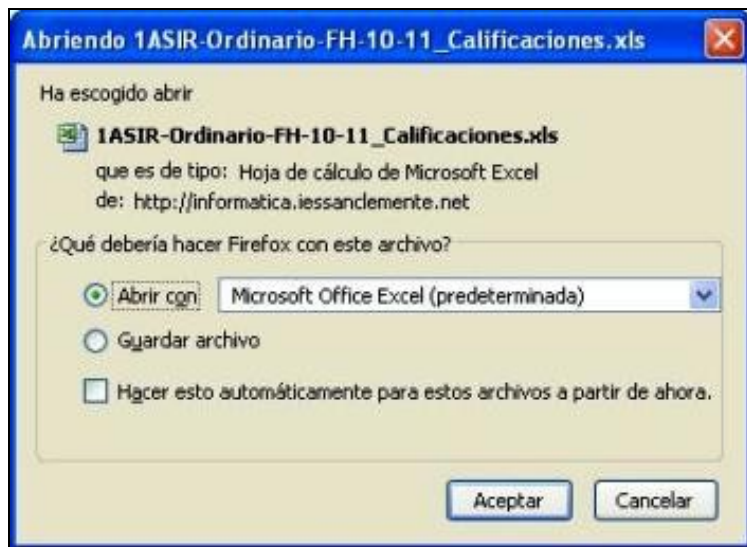 Abriendo 1ASIR-Ordinario-FH-10-11_Calificaciones.xls
Ha escogido abrir
1ASIR-Ordinario-FH-10-11_Calificaciones.xls
que es de tipo: Hoja de cálculo de Microsoft Excel
de: http://informatica.iessanclemente.net
¿Qué debería hacer Firefox con este archivo?
Abrir con Microsoft Office Excel (predeterminada)
Guardar archivo
Hacer esto automáticamente para estos archivos a partir de ahora.
Aceptar Cancelar